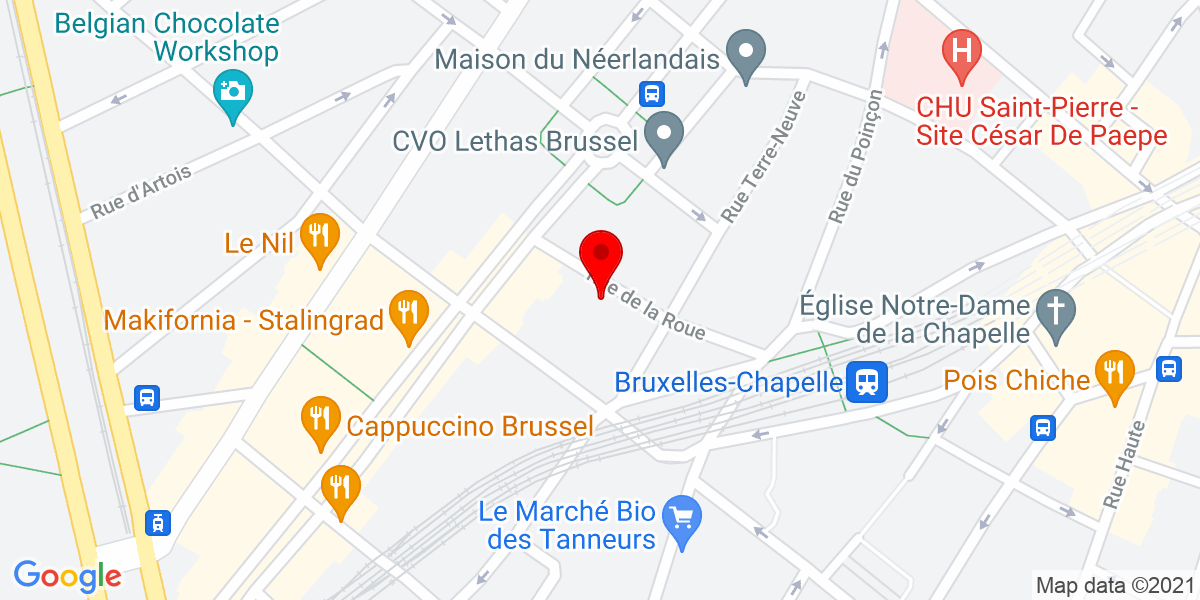 Belgian Chocolate
Workshop
Maison du Néerlandais
H
CHU Saint-Pierre -
Site César De Paepe
CVO Lethas Brussel
Rue d'Artois
Rue Terre-Neuve
Rue du Poinçon
Le Nil
Rue de la Roue
Makifornia - Stalingrad
Église Notre-Dame
de la Chapelle
Bruxelles-Chapelle
Pois Chiche
Cappuccino Brussel
Rue Haute
Le Marché Bio
des Tanneurs
Google
Map data ©2021